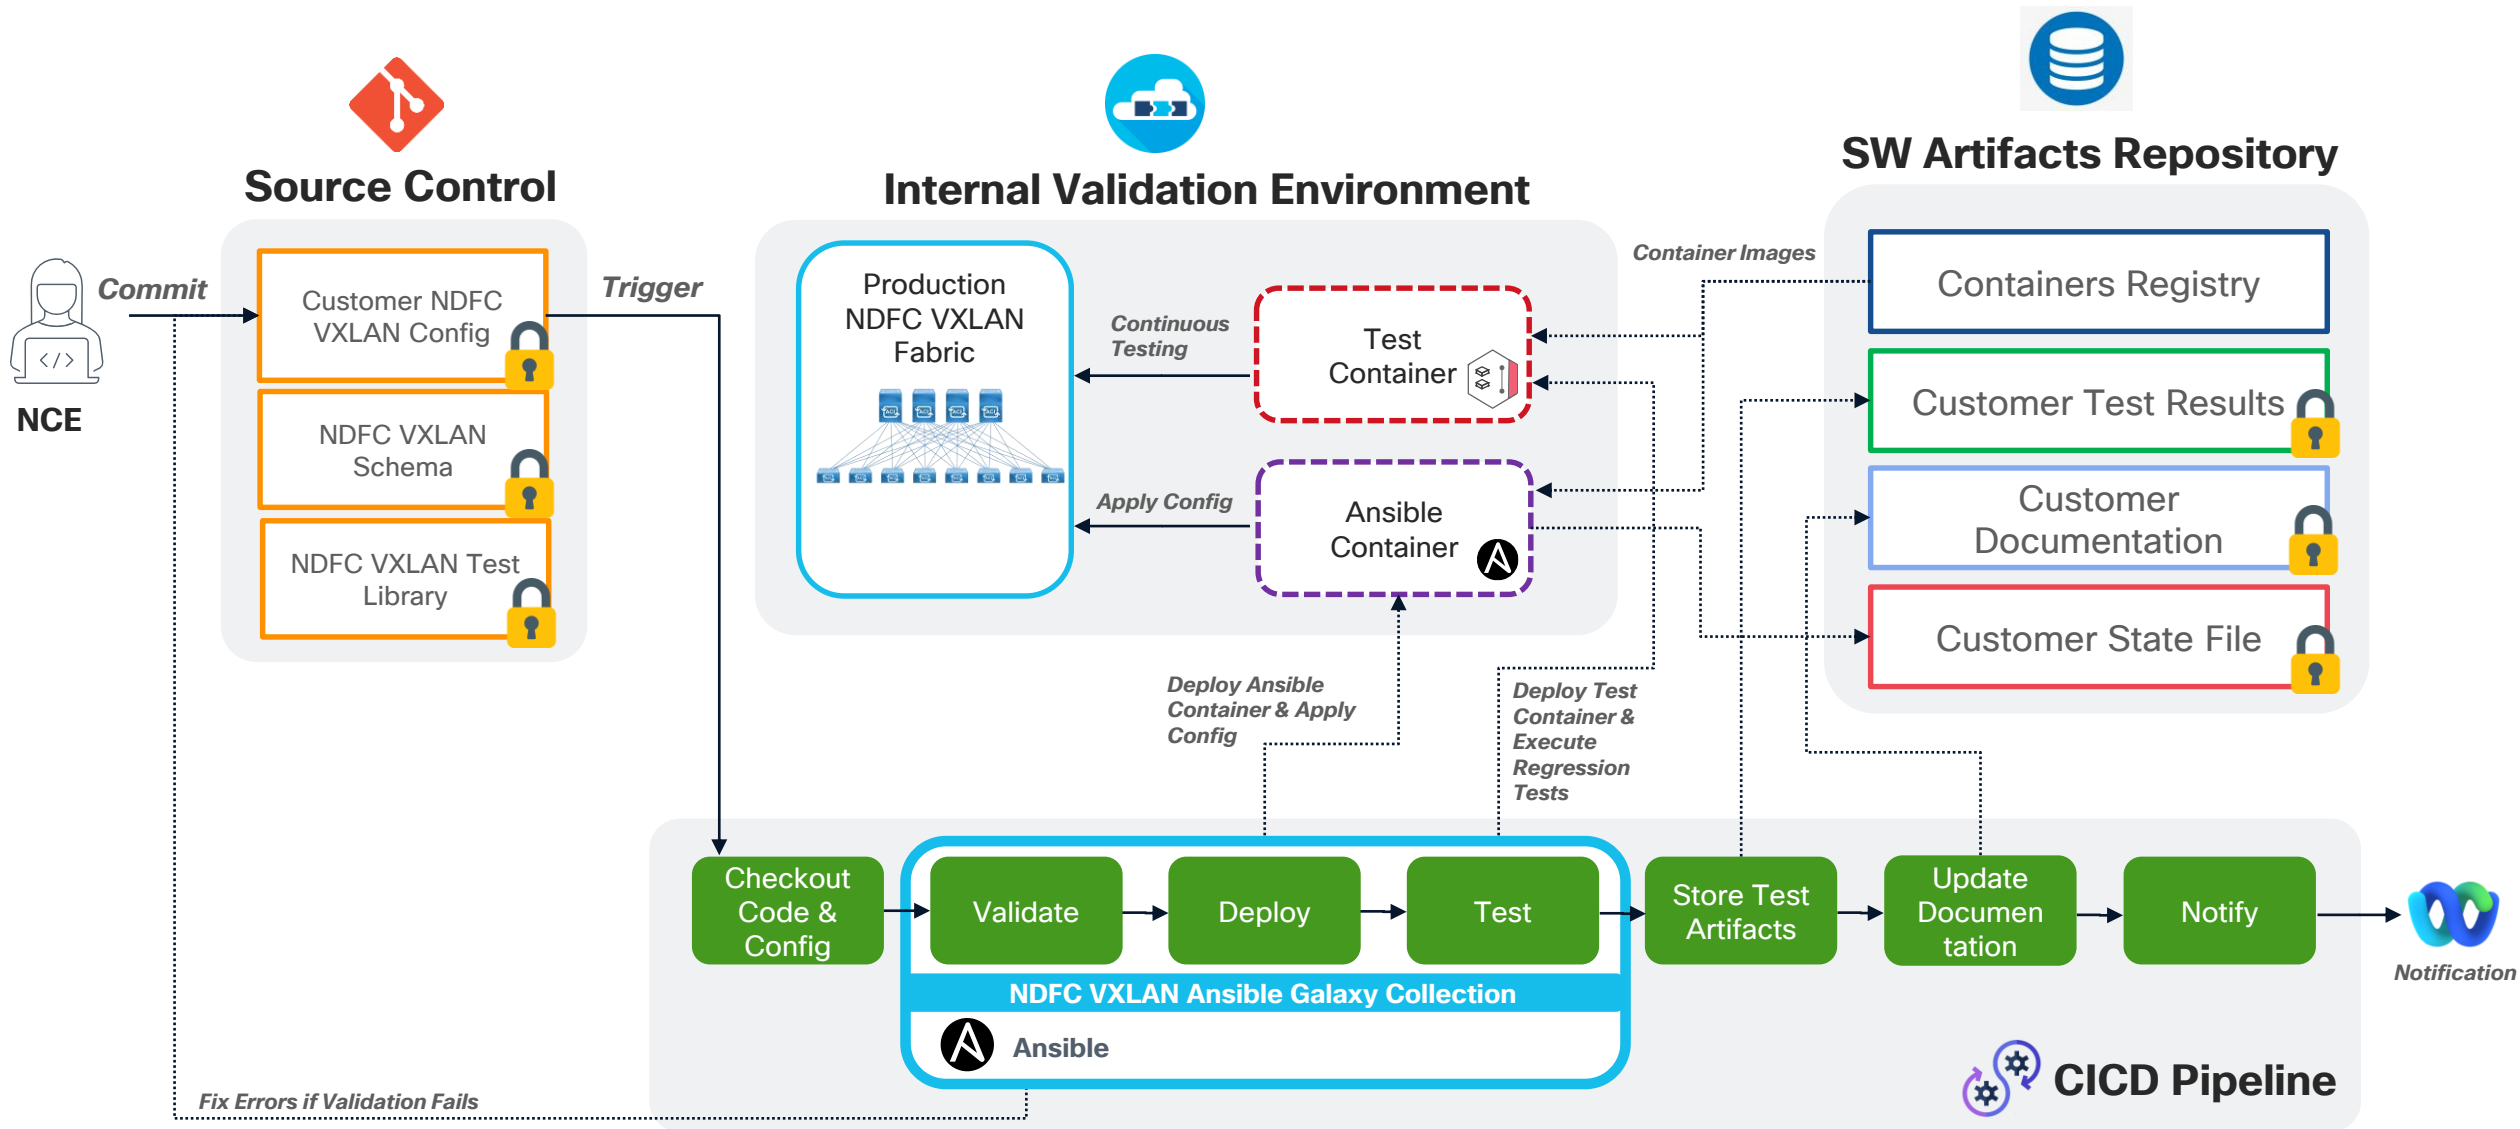 Source Control
Internal Validation Environment
SW Artifacts Repository
NCE
Commit
Customer NDFC
VXLAN Config
NDFC VXLAN
Schema
NDFC VXLAN Test
Library
Trigger
Production
NDFC VXLAN
Fabric
ACI
ACI
ACI
ACI
Continuous
Testing
Apply Config
Test
Container
Ansible
Container
Container Images
Containers Registry
Customer Test Results
Customer
Documentation
Customer State File
Deploy Ansible
Container & Apply
Config
Deploy Test
Container &
Execute
Regression
Tests
Checkout
Code &
Config
Validate
Deploy
Test
Store Test
Artifacts
Update
Documen
tation
Notify
Notification
NDFC VXLAN Ansible Galaxy Collection
Ansible
Fix Errors if Validation Fails
CICD Pipeline